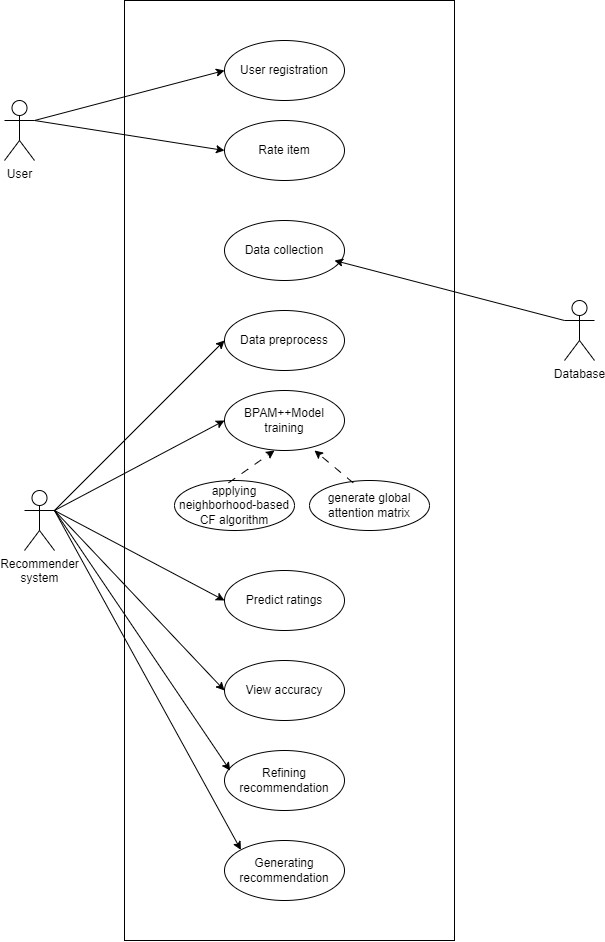 User registration
Rate item
User
Data collection
Data preprocess
Database
BPAM++Model
training
applying
neighborhood-based
CF algorithm
generate global
attention matrix
Recommender
system
Predict ratings
View accuracy
Refining
recommendation
Generating
recommendation